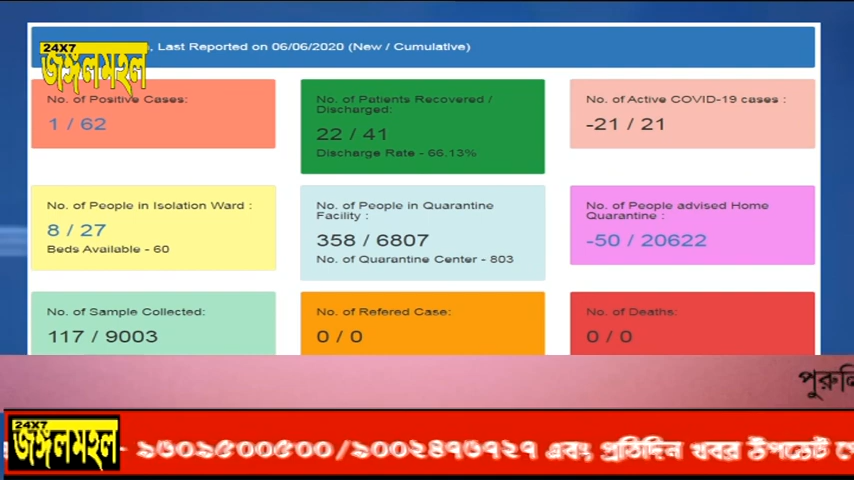 24X7
জঙ্গলমহল
, Last Reported on 06/06/2020 (New / Cumulative)
No. of Positive Cases:
1 / 62
No. of Patients Recovered /
Discharged:
22 / 41
Discharge Rate - 66.13%
No. of Active COVID-19 cases :
-21 / 21
No. of People in Isolation Ward :
8 / 27
Beds Available - 60
No. of People in Quarantine
Facility :
358 / 6807
No. of Quarantine Center - 803
No. of People advised Home
Quarantine :
-50 / 20622
No. of Sample Collected:
117 / 9003
No. of Refered Case:
0 / 0
No. of Deaths:
0 / 0
24X7
জঙ্গলমহল
- ৯৬০৯৫০০৫০০ /৯০০২৪৭৬৭২৭ এবং প্রতিদিন খবর উপডেট